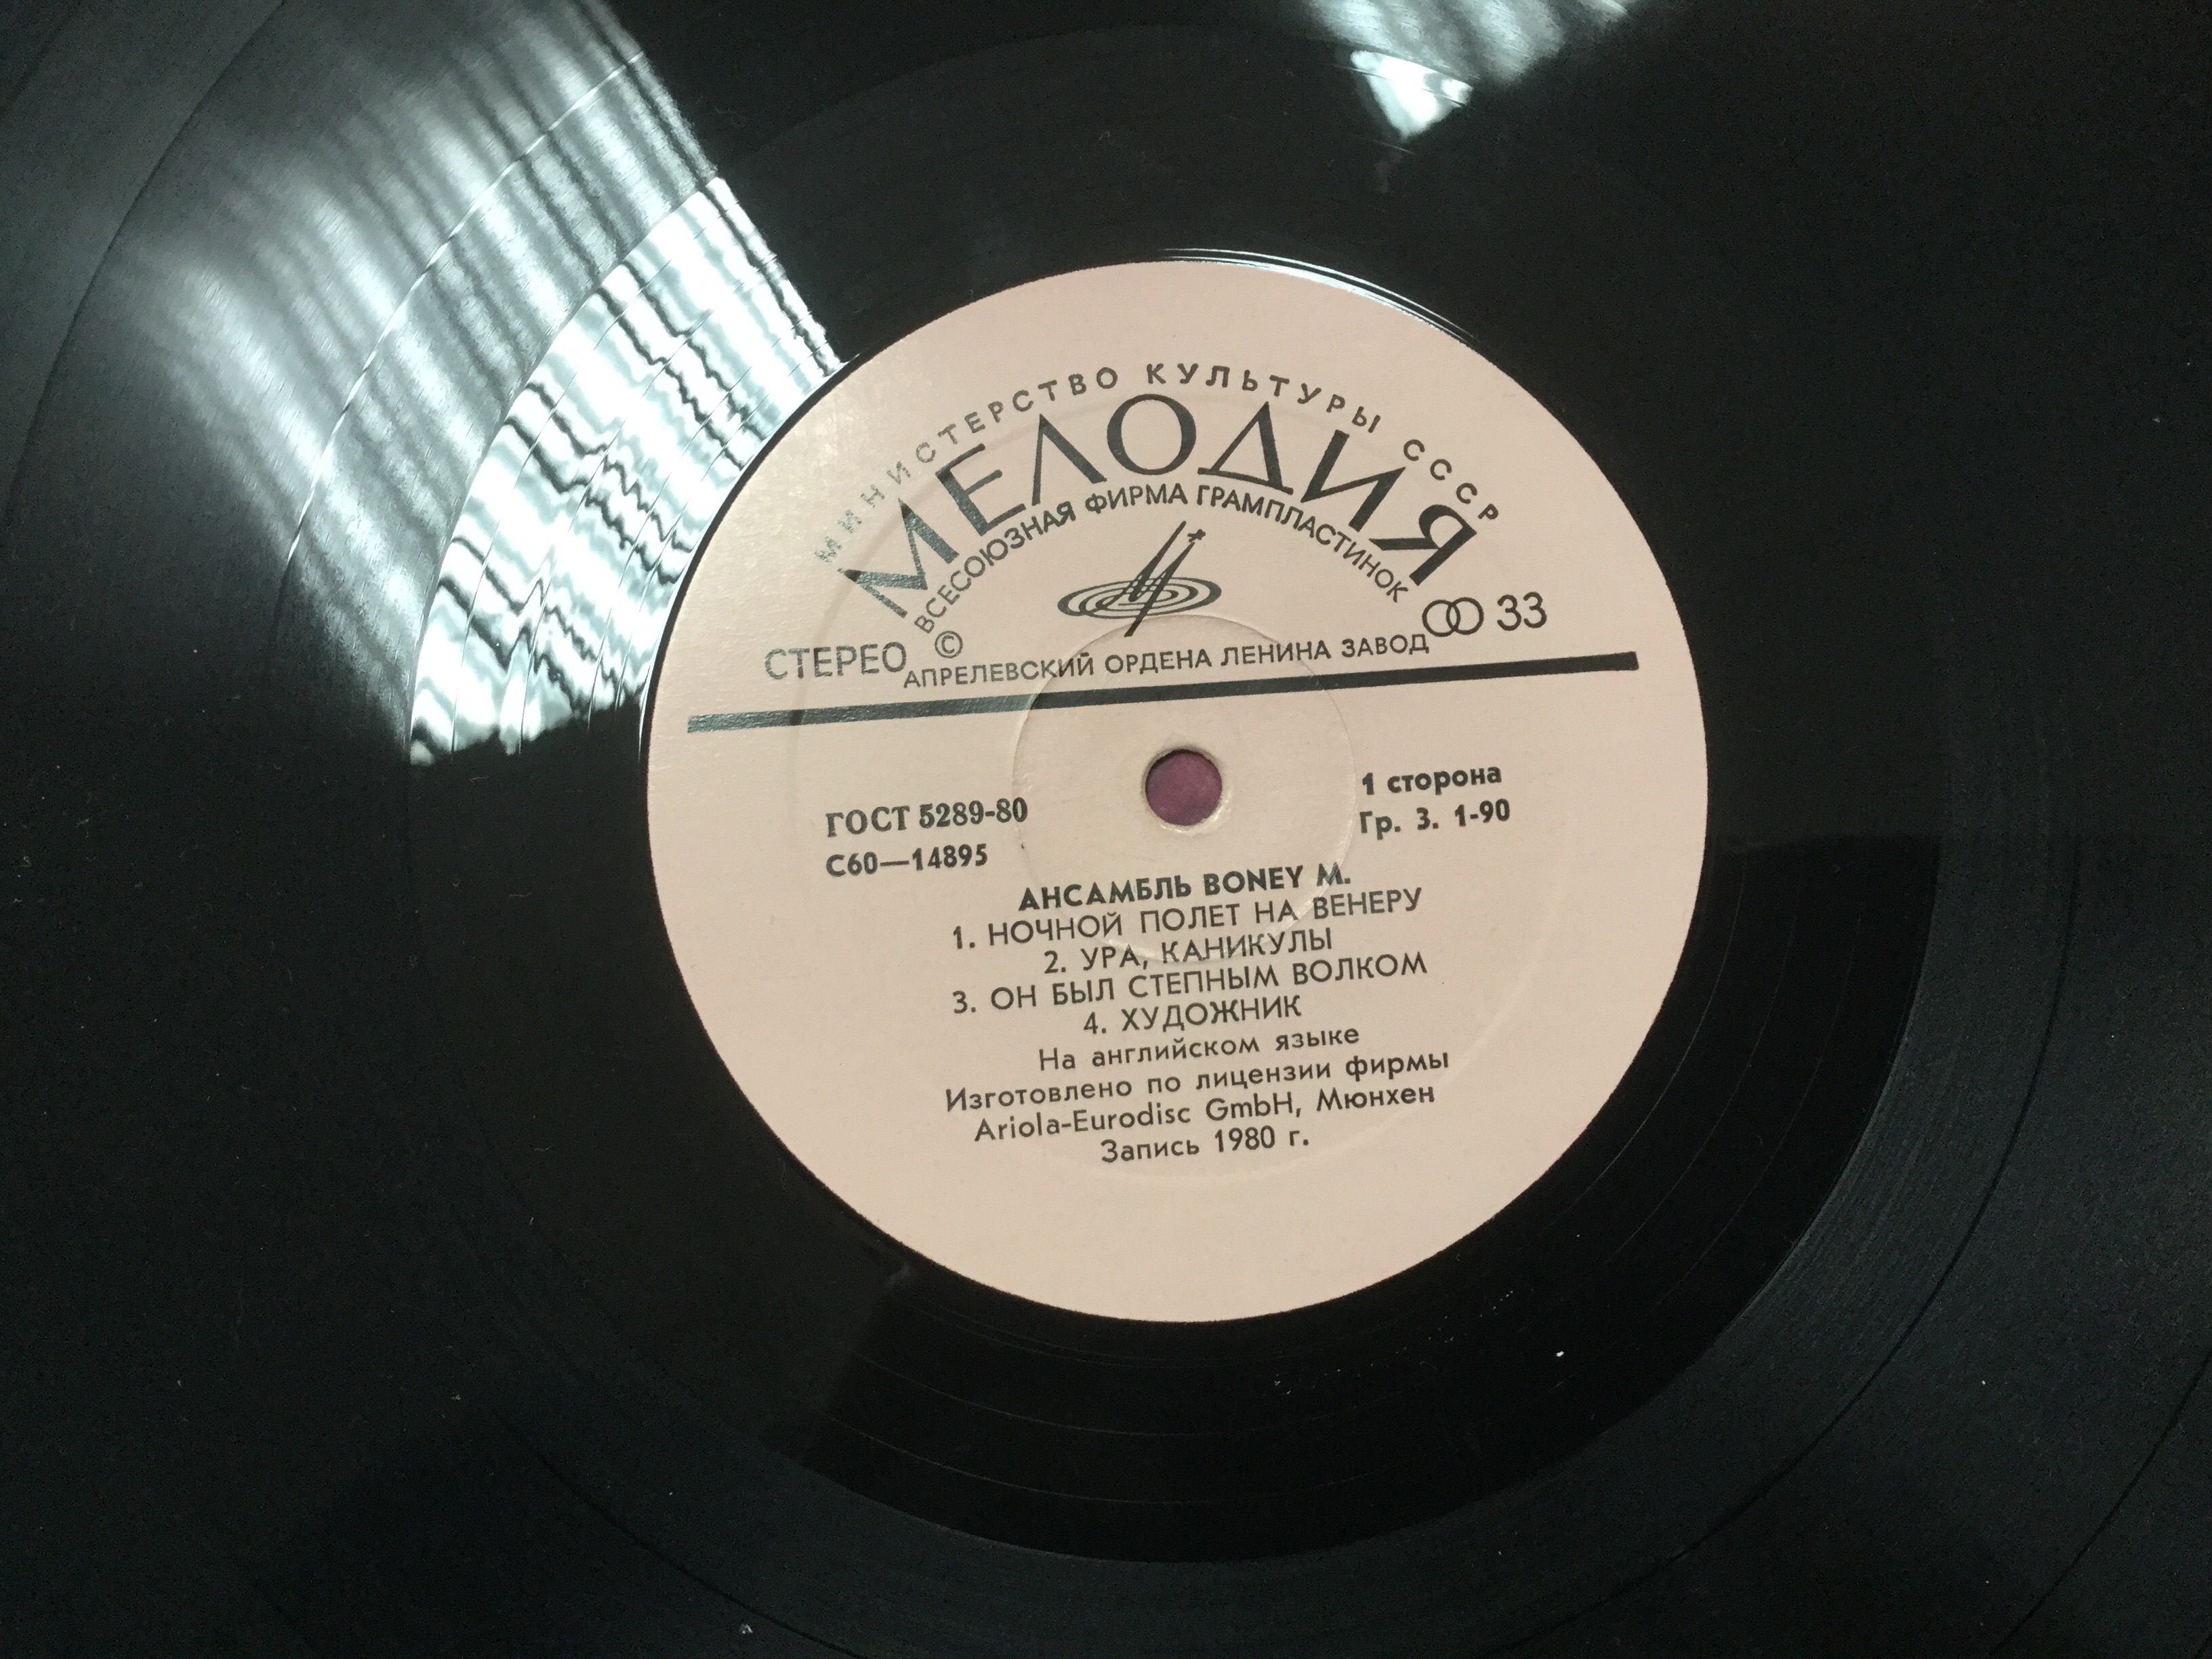 МИНИСТЕРСТВО КУЛЬТУРЫ СССР
МЕЛОДИЯ
ВСЕСОЮЗНАЯ ФИРМА ГРАМПЛАСТИНОК
СТЕРЕО © 33
АПРЕЛЕВСКИЙ ОРДЕНА ЛЕНИНА ЗАВОД
ГОСТ 5289-80
С60—14895
1 сторона
Гр. 3. 1-90
АНСАМБЛЬ BONEY M.
1. НОЧНОЙ ПОЛЕТ НА ВЕНЕРУ
2. УРА, КАНИКУЛЫ
3. ОН БЫЛ СТЕПНЫМ ВОЛКОМ
4. ХУДОЖНИК
На английском языке
Изготовлено по лицензии фирмы
Ariola-Eurodisc GmbH, Мюнхен
Запись 1980 г.